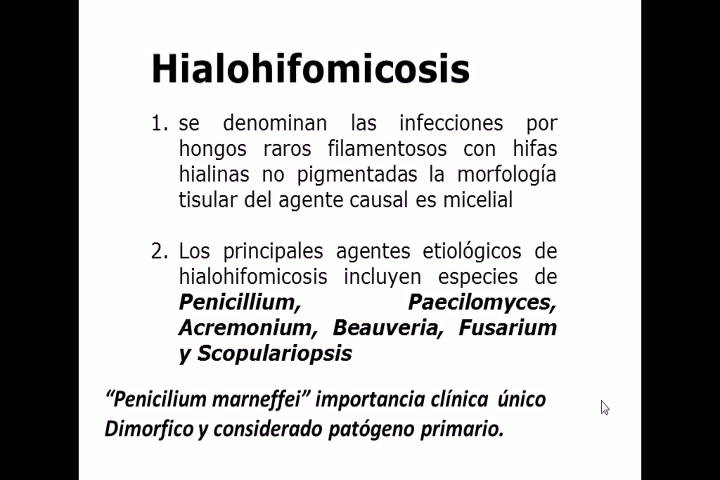 Hialohifomicosis
1. se denominan las infecciones por
hongos raros filamentosos con hifas
hialinas no pigmentadas la morfología
tisular del agente causal es micelial
2. Los principales agentes etiológicos de
hialohifomicosis incluyen especies de
Penicillium, Paecilomyces,
Acremonium, Beauveria, Fusarium
y Scopulariopsis
“Penicilium marneffei” importancia clínica único
Dimorfico y considerado patógeno primario.